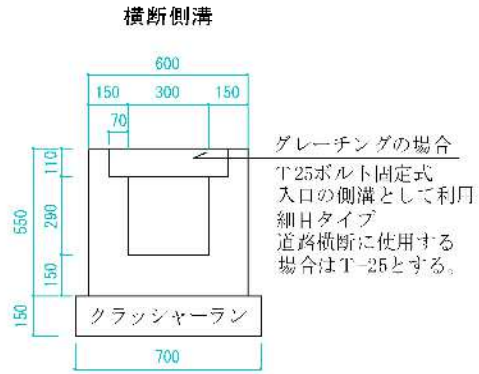 横断側溝
600
150 300 150
70
グレーチングの場合
T 25ボルト固定式
入口の側溝として利用
細目タイプ
道路横断に使用する
場合はT-25とする。
110
290
550
150
150
クラッシャーラン
700